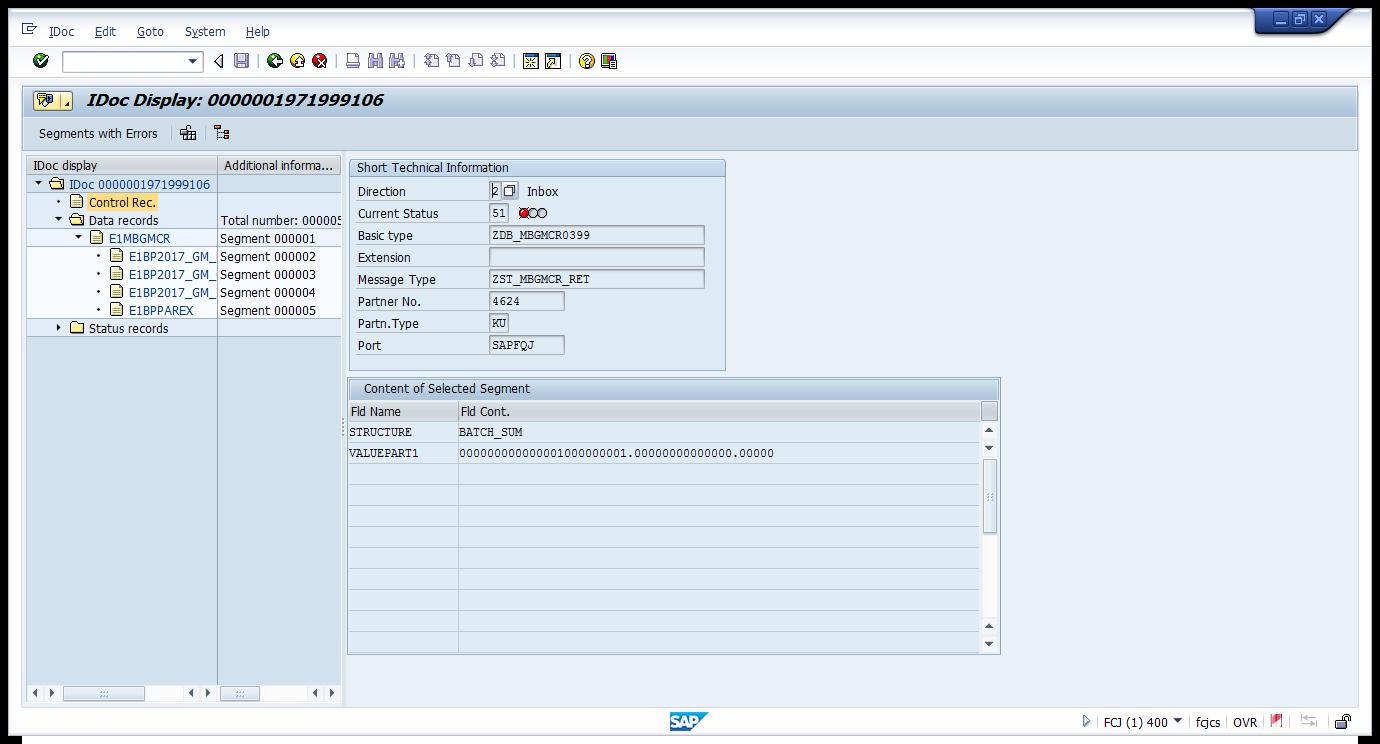 IDoc Edit Goto System Help
IDoc Display: 0000001971999106
Segments with Errors
IDoc display Additional informa...
IDoc 0000001971999106
Control Rec.
Data records Total number: 000005
E1MBGMCR Segment 000001
E1BP2017_GM_ Segment 000002
E1BP2017_GM_ Segment 000003
E1BP2017_GM_ Segment 000004
E1BPPAREX Segment 000005
Status records
Short Technical Information
Direction 2 Inbox
Current Status 51
Basic type ZDB_MBGMCR0399
Extension
Message Type ZST_MBGMCR_RET
Partner No. 4624
Partn.Type KU
Port SAPFQJ
Content of Selected Segment
Fld Name Fld Cont.
STRUCTURE BATCH_SUM
VALUEPART1 000000000000001000000001.00000000000000.00000
SAP FCJ (1) 400 fcjcs OVR